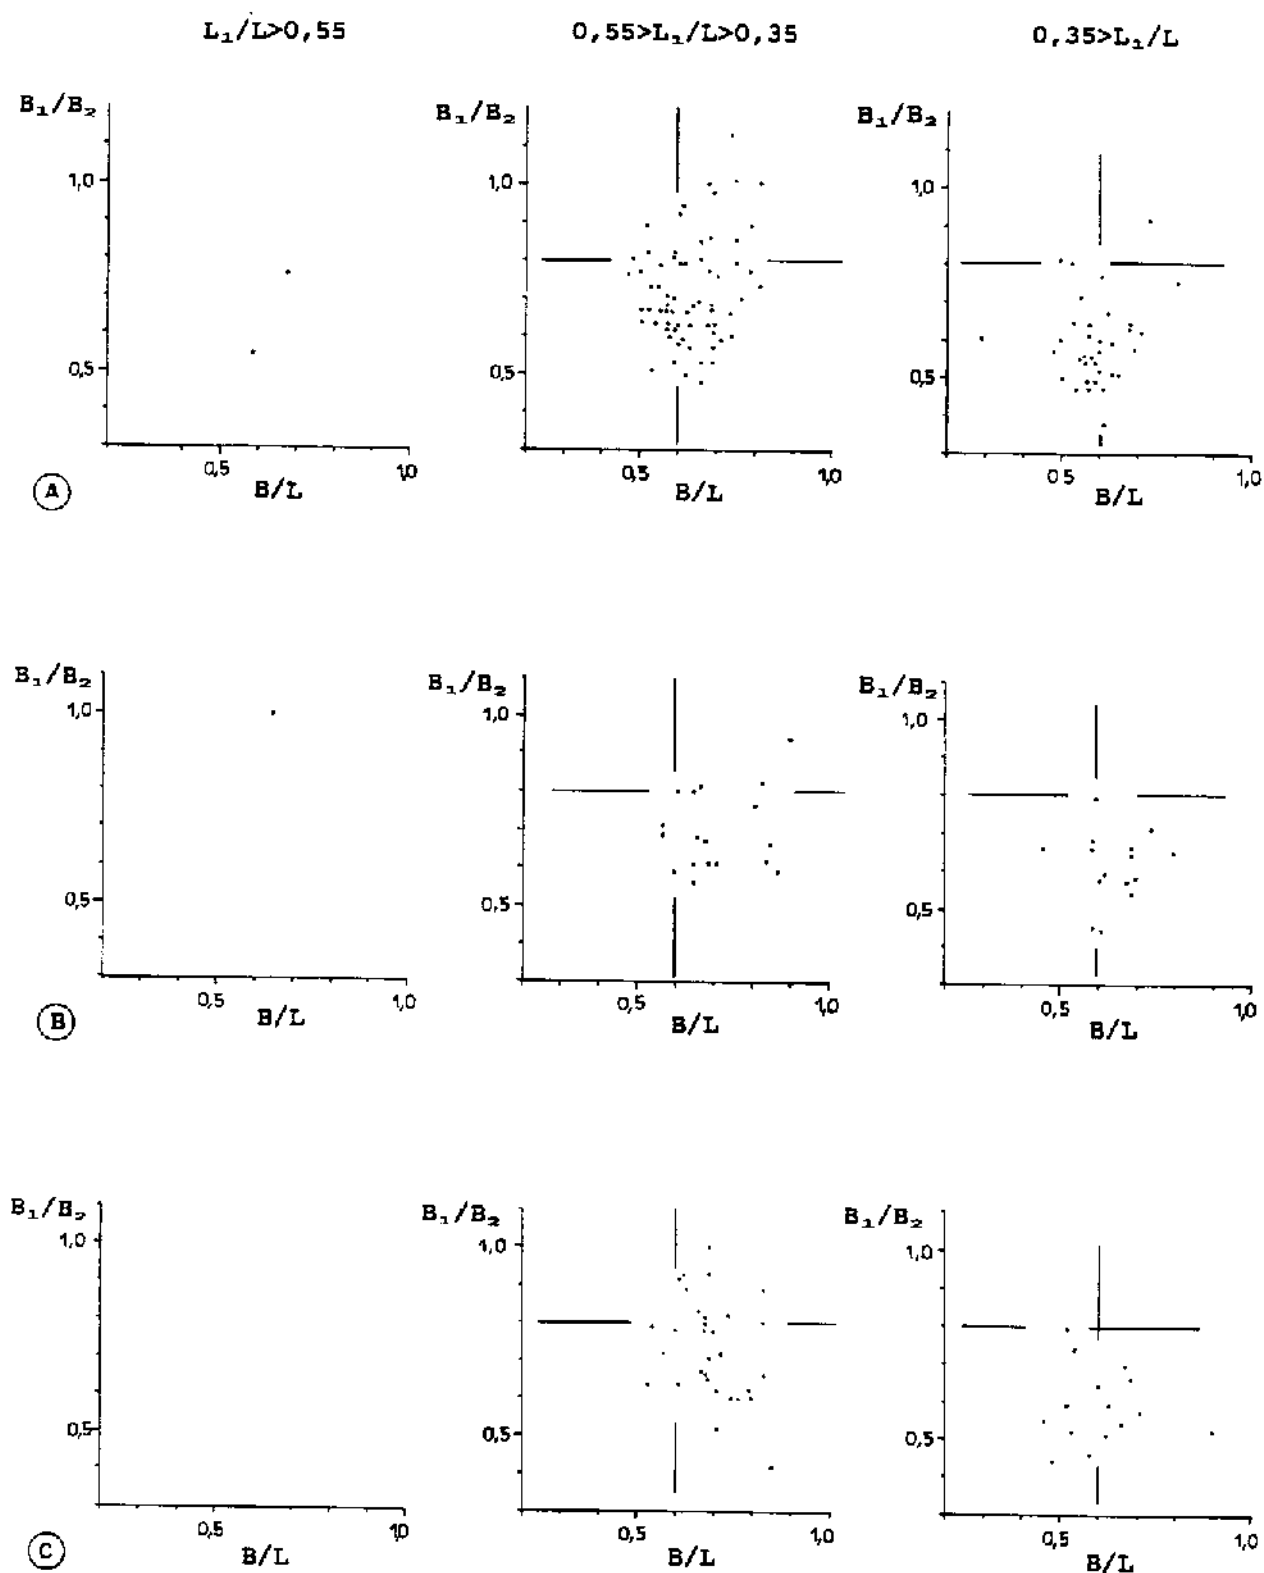 L₁/L>0,55 0,55>L₁/L>0,35 0,35>L₁/L
B₁/B₂ B₁/B₂ B₁/B₂
1,0 1,0 1,0
0,5 0,5 0,5
0,5 1,0 0,5 1,0 0.5 1,0
A B/L B/L B/L
B₁/B₂ B₁/B₂ B₁/B₂
1,0 1,0 1,0
0,5 0,5 0,5
0,5 1,0 0,5 1,0 0,5 1,0
B B/L B/L B/L
B₁/B₂ B₁/B₂ B₁/B₂
1,0 1,0 1,0
0,5 0,5 0,5
0,5 1,0 0,5 1,0 0,5 1,0
C B/L B/L B/L